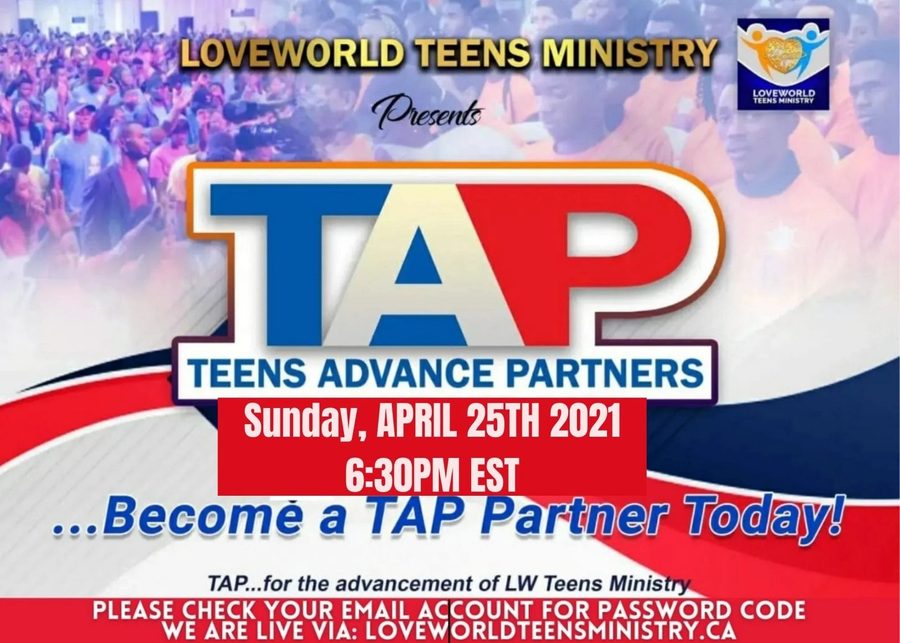 LOVEWORLD TEENS MINISTRY
LOVEWORLD
TEENS MINISTRY
Presents
TAP
TEENS ADVANCE PARTNERS
Sunday, APRIL 25TH 2021
6:30PM EST
...Become a TAP Partner Today!
TAP...for the advancement of LW Teens Ministry
PLEASE CHECK YOUR EMAIL ACCOUNT FOR PASSWORD CODE
WE ARE LIVE VIA: LOVEWORLDTEENSMINISTRY.CA